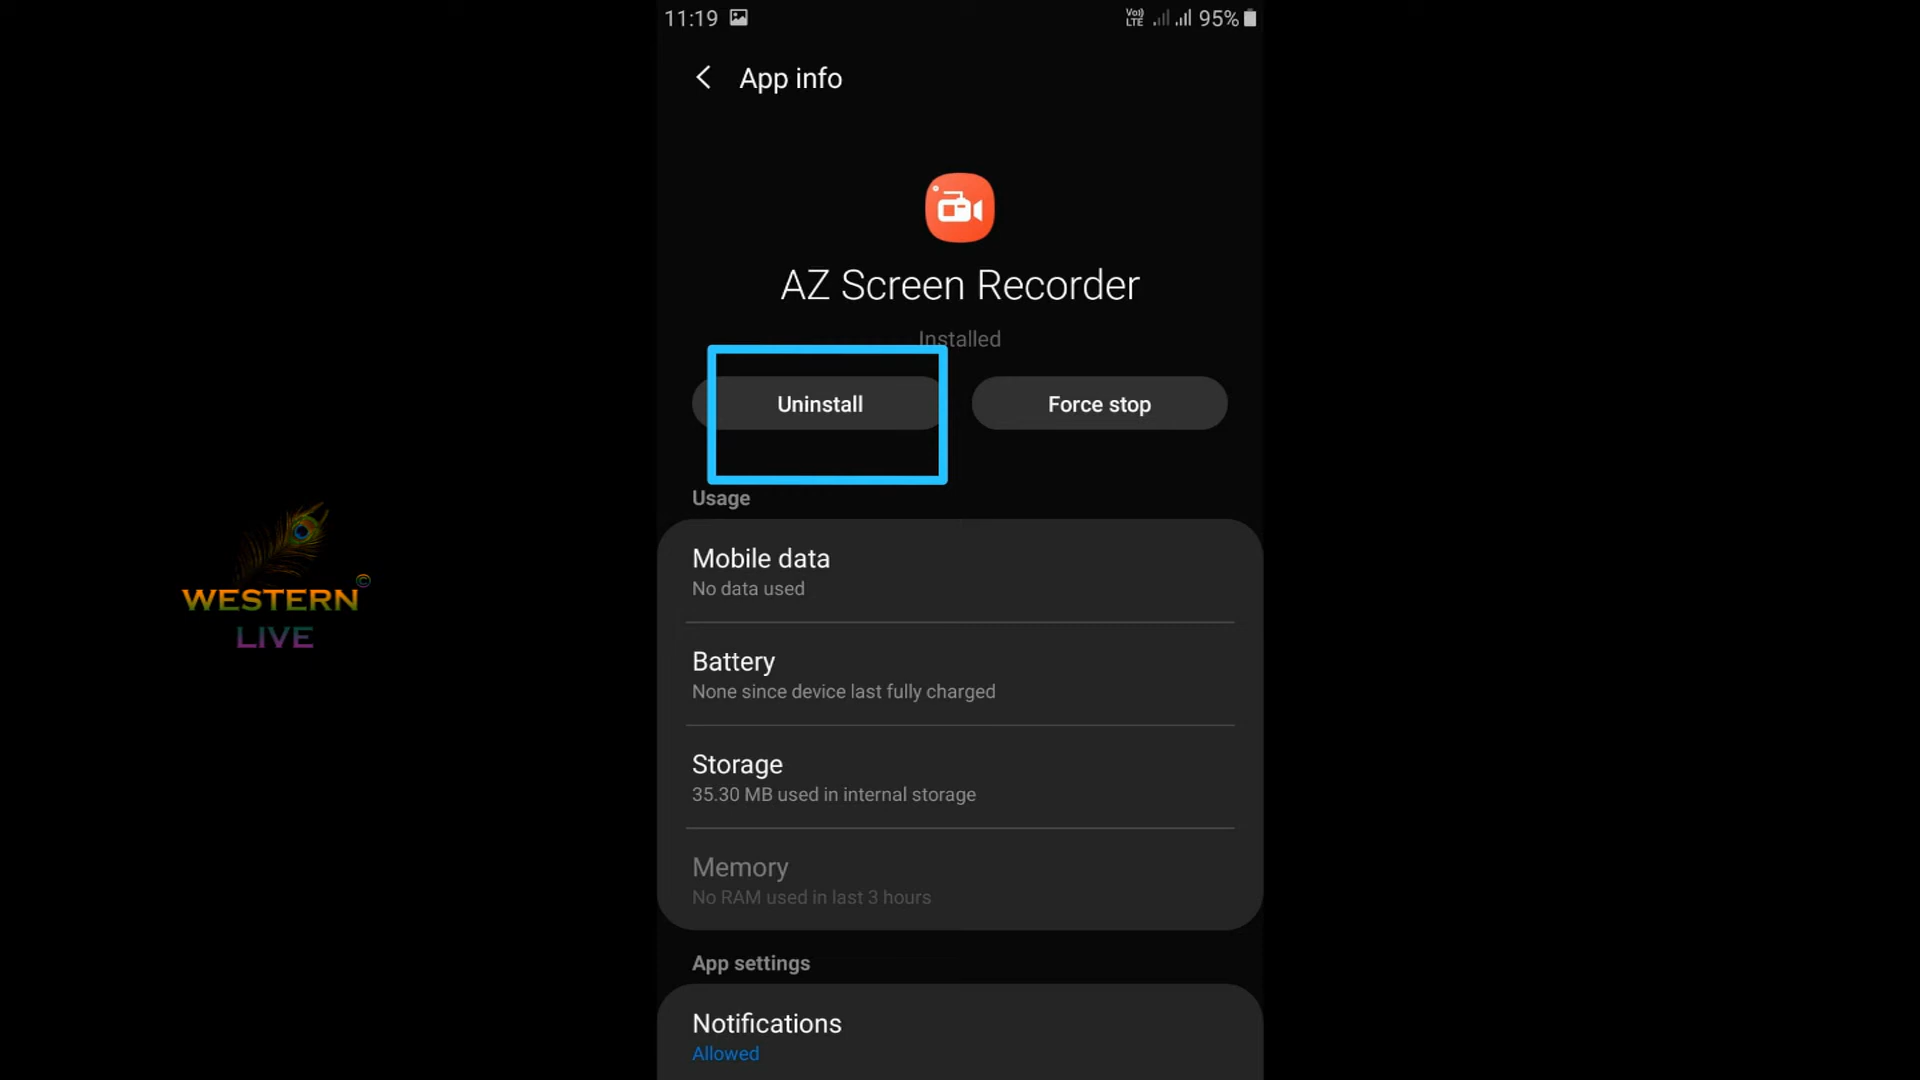 11:19 Vo)) LTE 95%
App info
AZ Screen Recorder
Installed
Uninstall Force stop
Usage
Mobile data
No data used
Battery
None since device last fully charged
Storage
35.30 MB used in internal storage
Memory
No RAM used in last 3 hours
App settings
Notifications
Allowed
WESTERN ©
LIVE